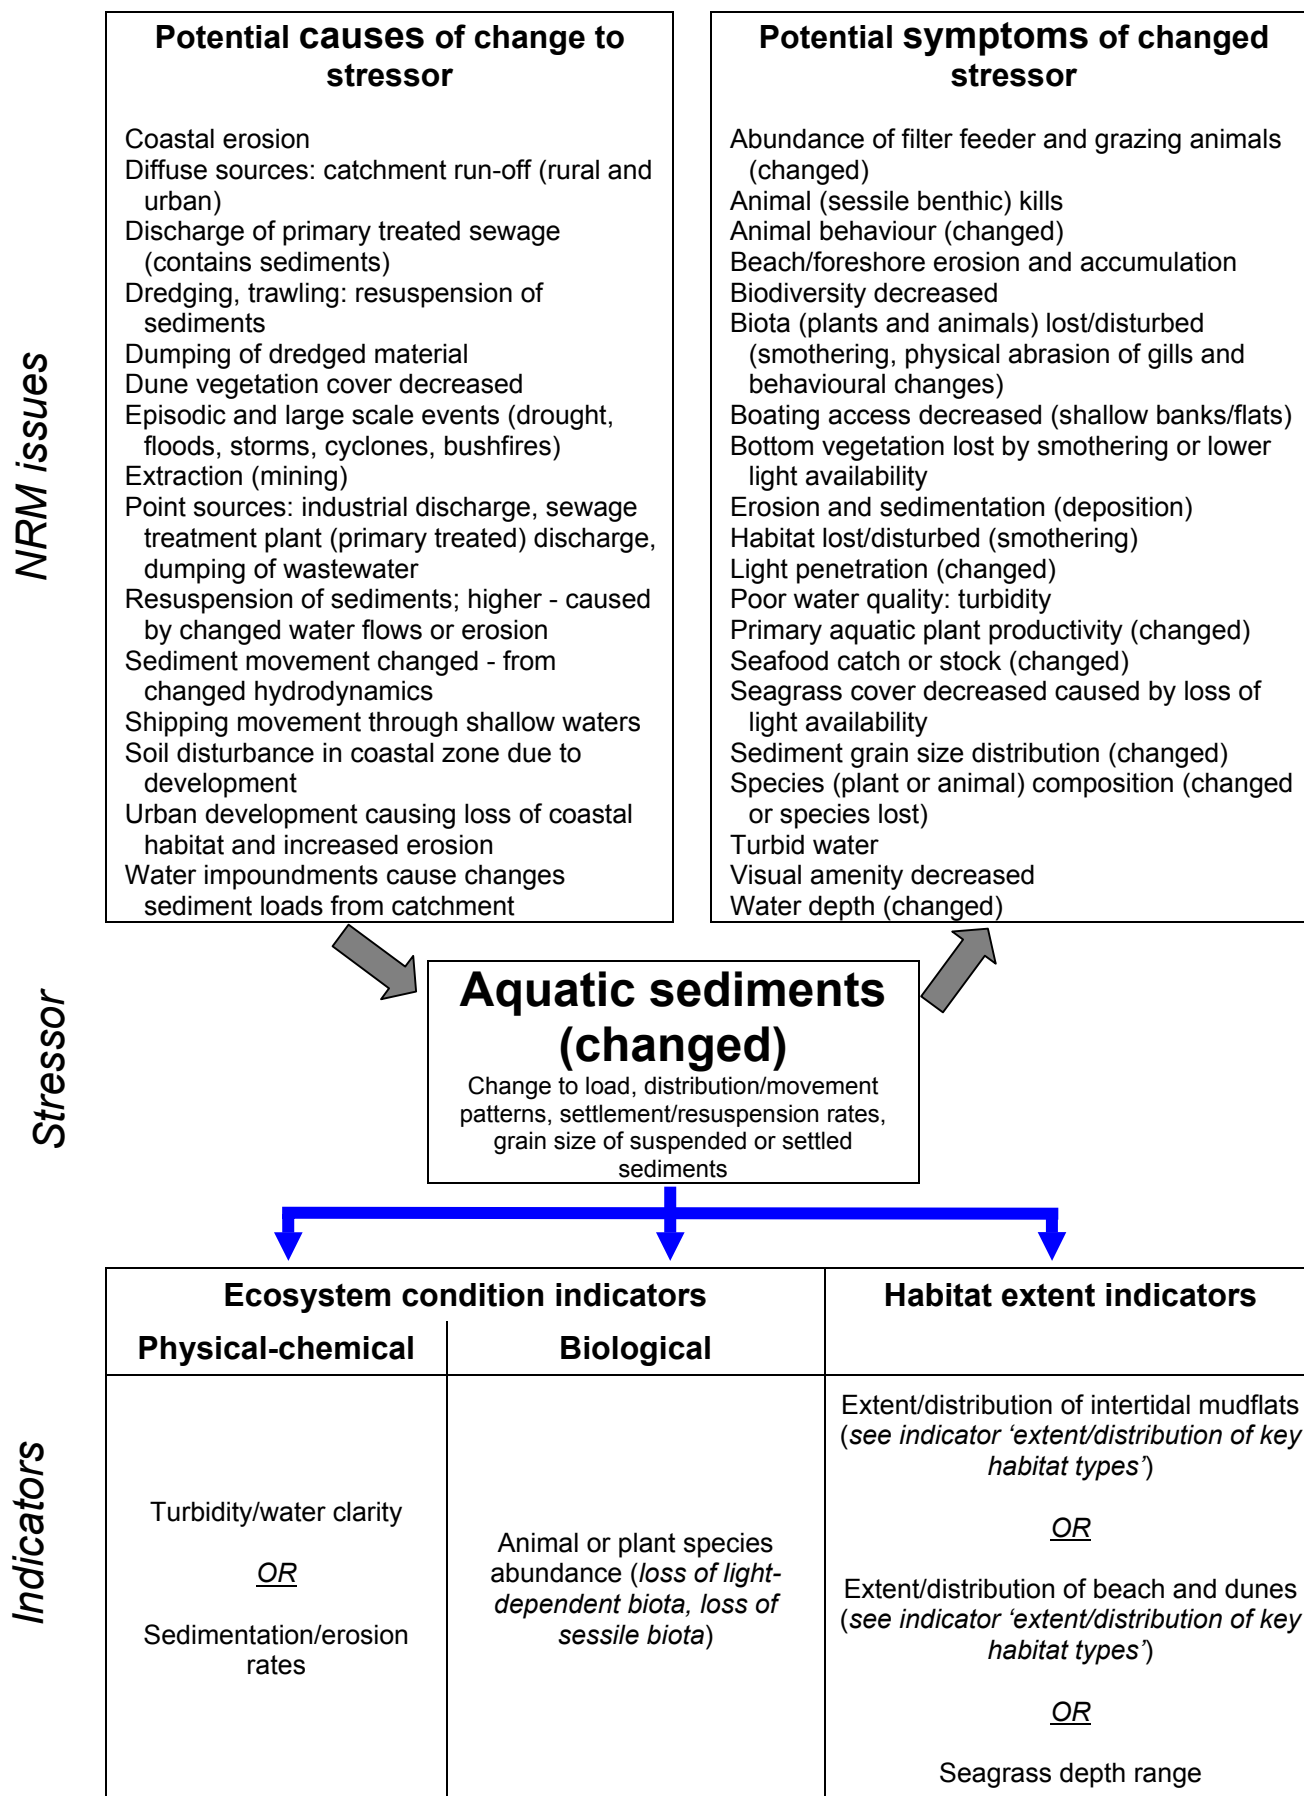 Potential causes of change to
stressor
Coastal erosion
Diffuse sources: catchment run-off (rural and
urban)
Discharge of primary treated sewage
(contains sediments)
Dredging, trawling: resuspension of
sediments
Dumping of dredged material
Dune vegetation cover decreased
Episodic and large scale events (drought,
floods, storms, cyclones, bushfires)
Extraction (mining)
Point sources: industrial discharge, sewage
treatment plant (primary treated) discharge,
dumping of wastewater
Resuspension of sediments; higher - caused
by changed water flows or erosion
Sediment movement changed - from
changed hydrodynamics
Shipping movement through shallow waters
Soil disturbance in coastal zone due to
development
Urban development causing loss of coastal
habitat and increased erosion
Water impoundments cause changes
sediment loads from catchment
Potential symptoms of changed
stressor
Abundance of filter feeder and grazing animals
(changed)
Animal (sessile benthic) kills
Animal behaviour (changed)
Beach/foreshore erosion and accumulation
Biodiversity decreased
Biota (plants and animals) lost/disturbed
(smothering, physical abrasion of gills and
behavioural changes)
Boating access decreased (shallow banks/flats)
Bottom vegetation lost by smothering or lower
light availability
Erosion and sedimentation (deposition)
Habitat lost/disturbed (smothering)
Light penetration (changed)
Poor water quality: turbidity
Primary aquatic plant productivity (changed)
Seafood catch or stock (changed)
Seagrass cover decreased caused by loss of
light availability
Sediment grain size distribution (changed)
Species (plant or animal) composition (changed
or species lost)
Turbid water
Visual amenity decreased
Water depth (changed)
NRM issues
Stressor
Aquatic sediments
(changed)
Change to load, distribution/movement
patterns, settlement/resuspension rates,
grain size of suspended or settled
sediments
Indicators
Ecosystem condition indicators
Habitat extent indicators
Physical-chemical
Biological
Turbidity/water clarity
OR
Sedimentation/erosion
rates
Animal or plant species
abundance (loss of light-
dependent biota, loss of
sessile biota)
Extent/distribution of intertidal mudflats
(see indicator ‘extent/distribution of key
habitat types’)
OR
Extent/distribution of beach and dunes
(see indicator ‘extent/distribution of key
habitat types’)
OR
Seagrass depth range